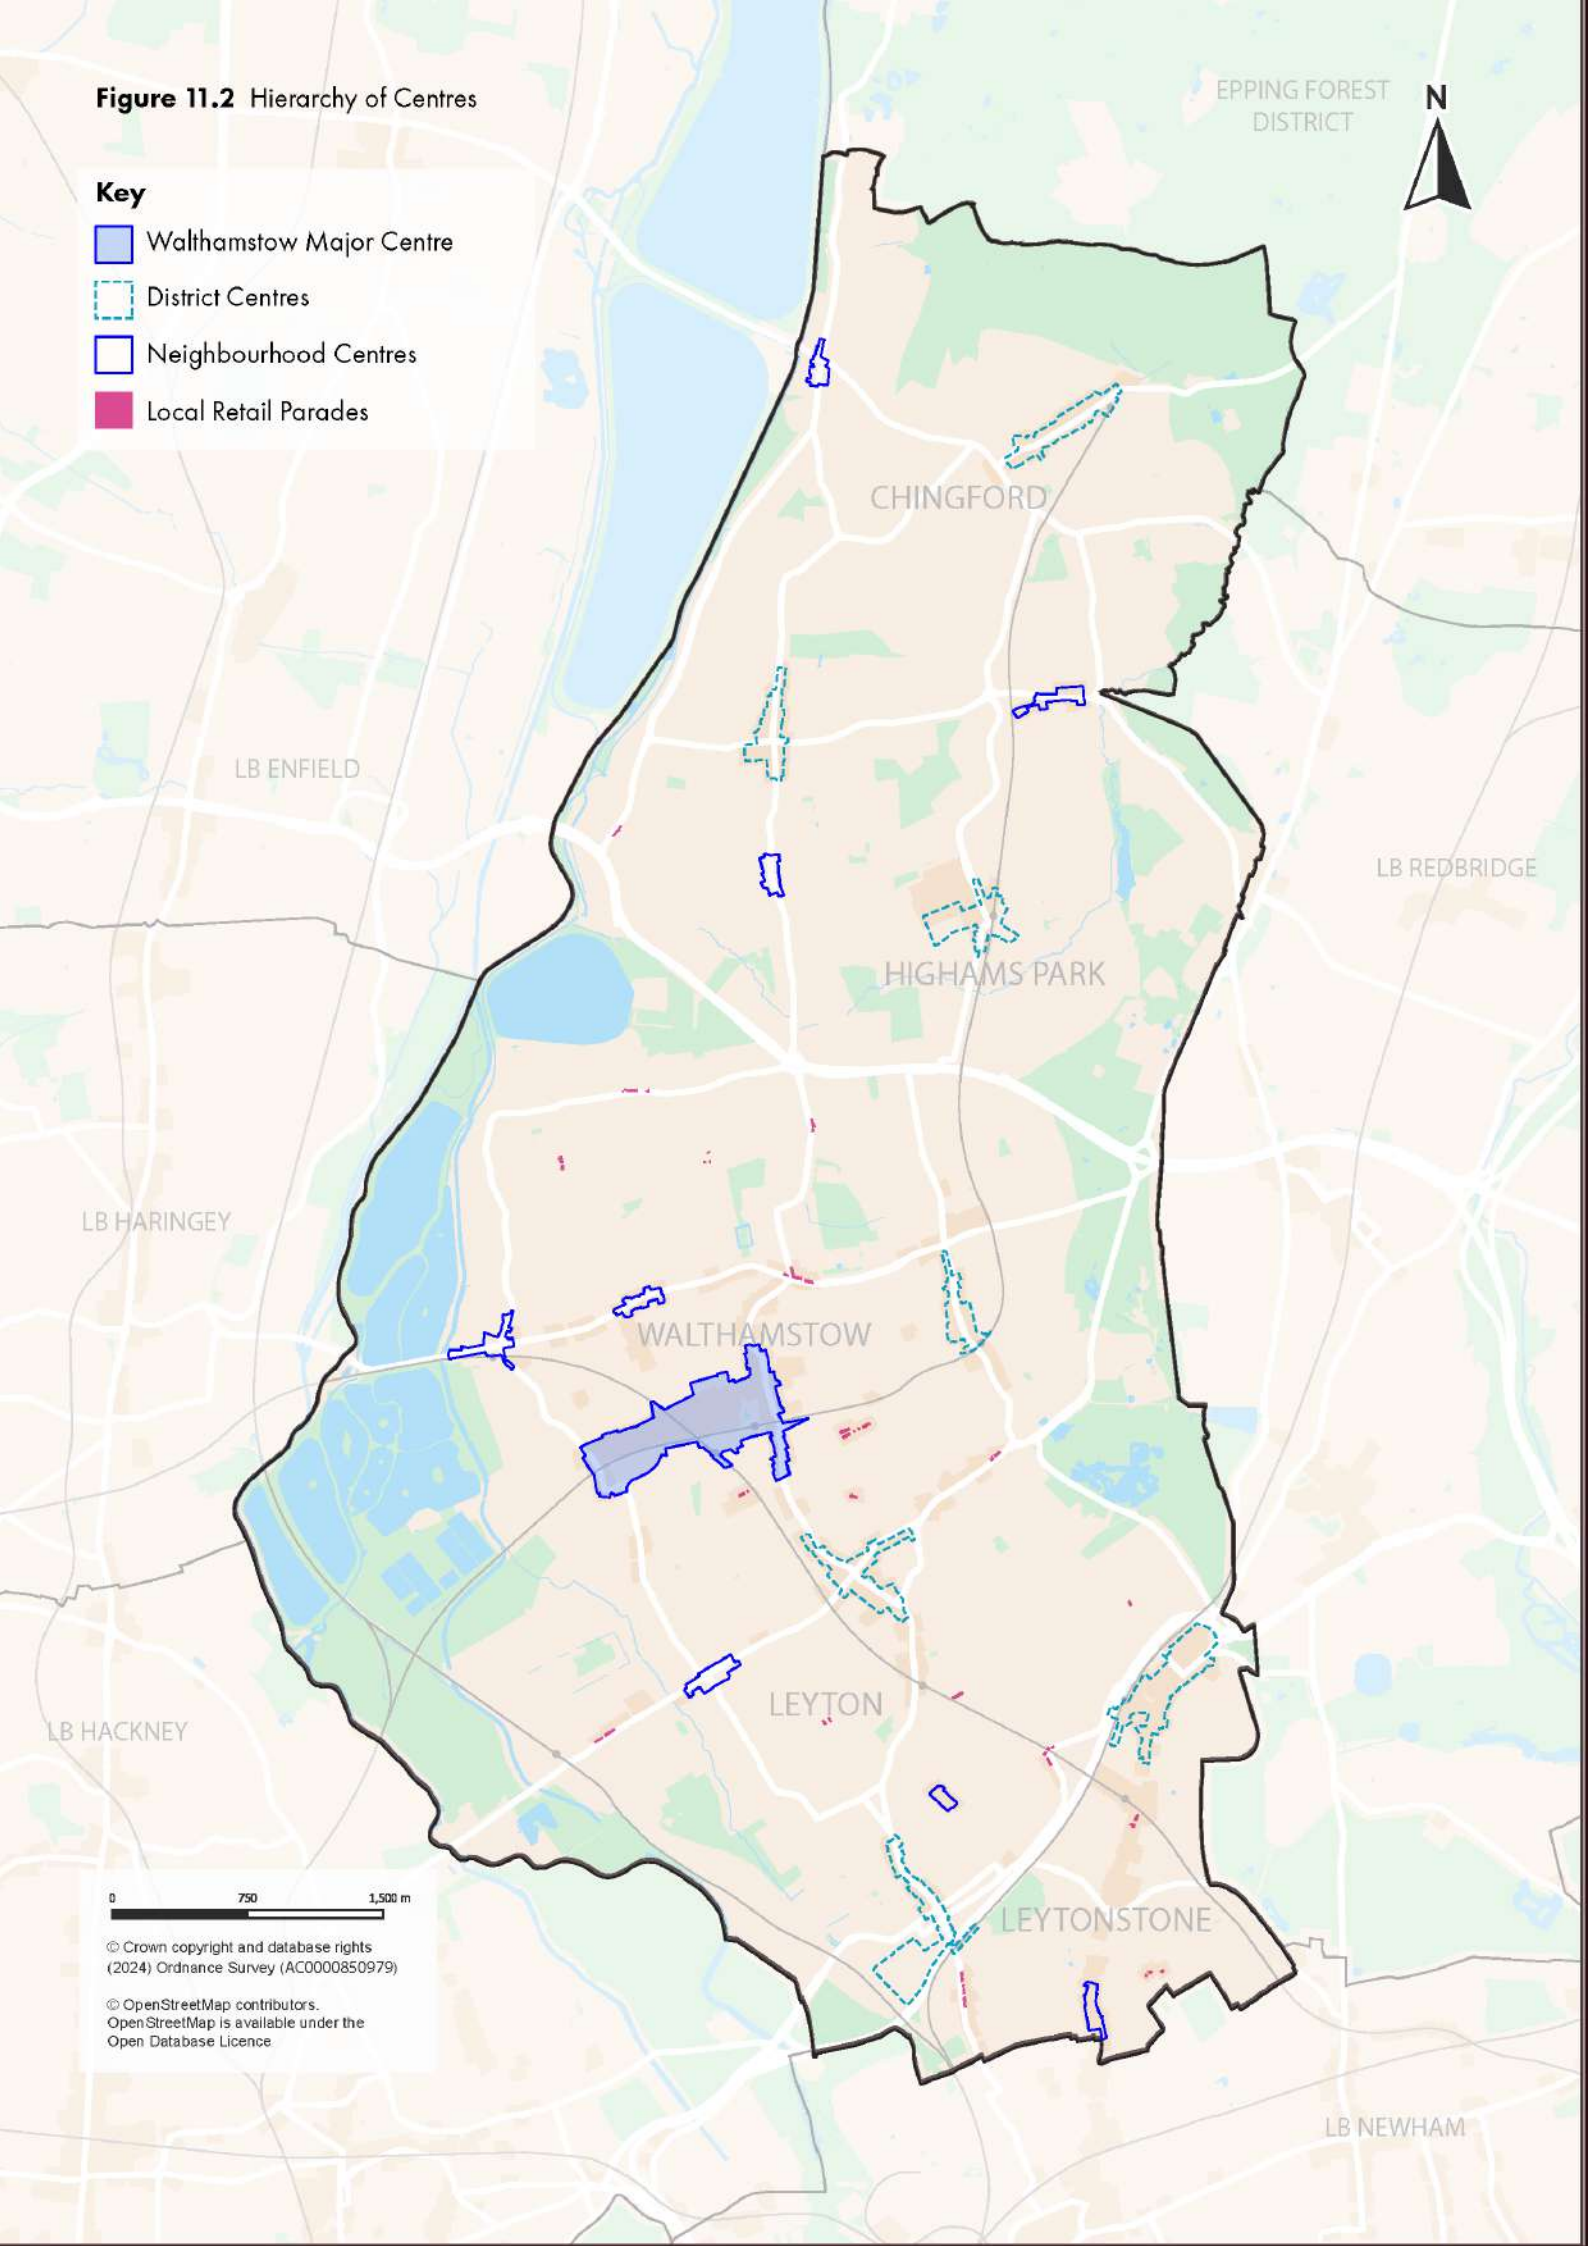 Figure 11.2 Hierarchy of Centres
EPPING FOREST
DISTRICT
N
Key
Walthamstow Major Centre
District Centres
Neighbourhood Centres
Local Retail Parades
CHINGFORD
LB ENFIELD
LB REDBRIDGE
HIGHAMS PARK
LB HARINGEY
WALTHAMSTOW
LEYTON
LB HACKNEY
0 750 1,500 m
LEYTONSTONE
© Crown copyright and database rights
(2024) Ordnance Survey (AC0000850979)
© OpenStreetMap contributors.
OpenStreetMap is available under the
Open Database Licence
LB NEWHAM